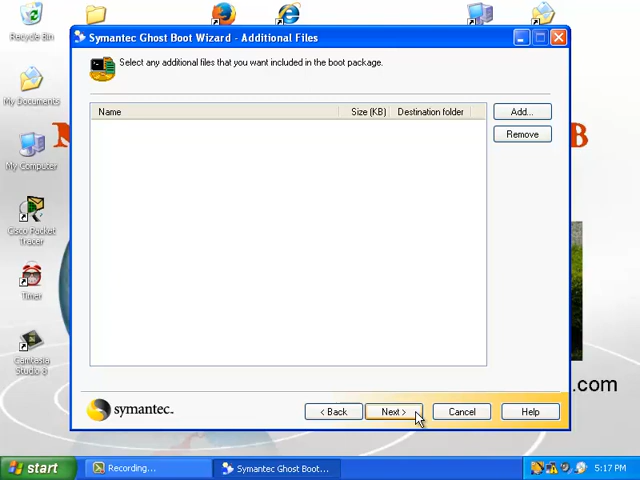 Recycle Bin
My Documents
My Computer
Cisco Packet
Tracer
Timer
Camtasia
Studio 8
Symantec Ghost Boot Wizard - Additional Files
Select any additional files that you want included in the boot package.
Name Size (KB) Destination folder
Add...
Remove
B
.com
symantec.
< Back Next > Cancel Help
start Recording... Symantec Ghost Boot... 5:17 PM